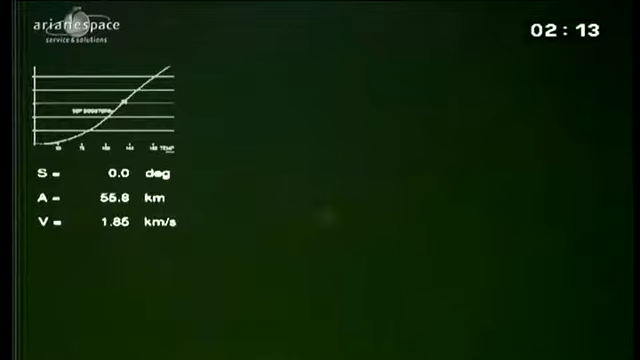 arianespace
service & solutions
02:13
S = 0.0 deg
A = 55.8 km
V = 1.85 km/s